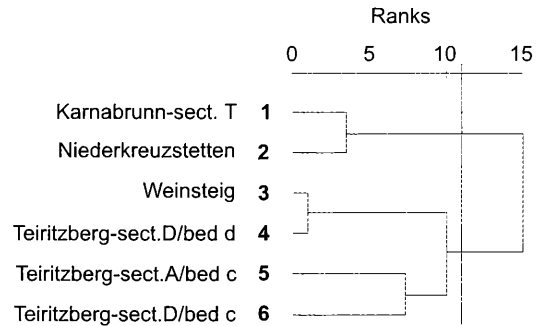 Ranks
0 5 10 15
Karnabrunn-sect. T 1
Niederkreuzstetten 2
Weinsteig 3
Teiritzberg-sect.D/bed d 4
Teiritzberg-sect.A/bed c 5
Teiritzberg-sect.D/bed c 6